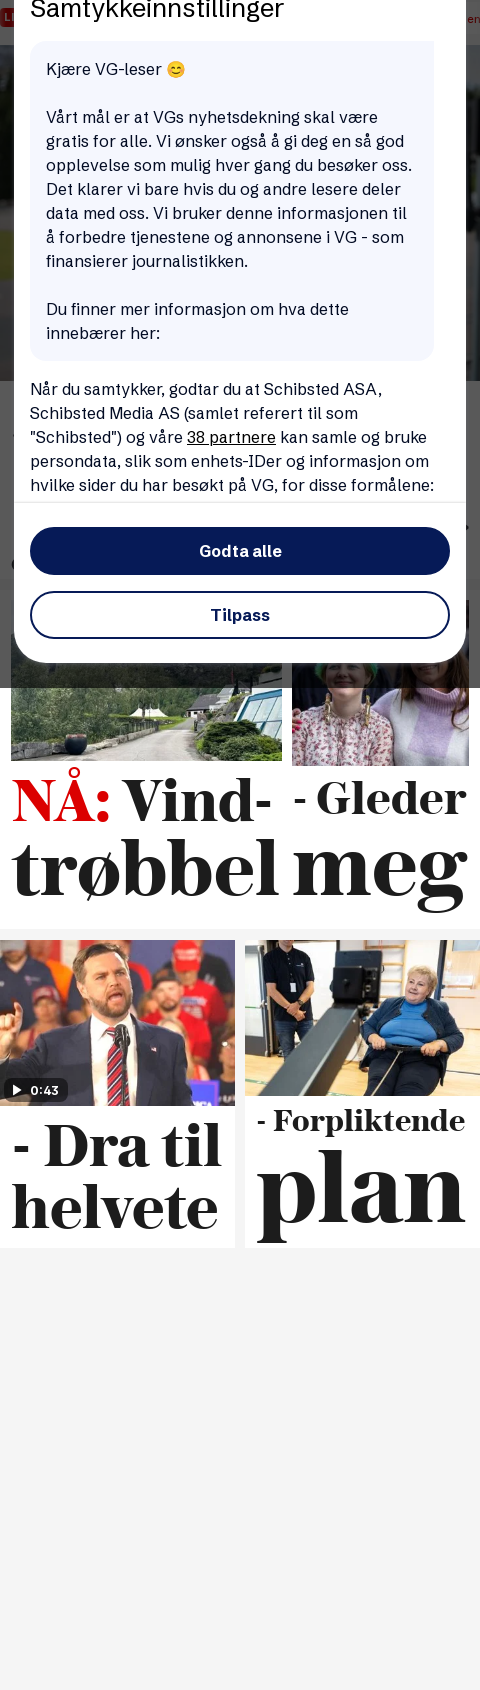 Samtykkeinnstillinger
Kjære VG-leser 😊
Vårt mål er at VGs nyhetsdekning skal være
gratis for alle. Vi ønsker også å gi deg en så god
opplevelse som mulig hver gang du besøker oss.
Det klarer vi bare hvis du og andre lesere deler
data med oss. Vi bruker denne informasjonen til
å forbedre tjenestene og annonsene i VG - som
finansierer journalistikken.
Du finner mer informasjon om hva dette
innebærer her:
Når du samtykker, godtar du at Schibsted ASA,
Schibsted Media AS (samlet referert til som
"Schibsted") og våre 38 partnere kan samle og bruke
persondata, slik som enhets-IDer og informasjon om
hvilke sider du har besøkt på VG, for disse formålene:
Godta alle
Tilpass
NÅ: Vind-
trøbbel
- Gleder
meg
0:43
- Dra til
helvete
- Forpliktende
plan